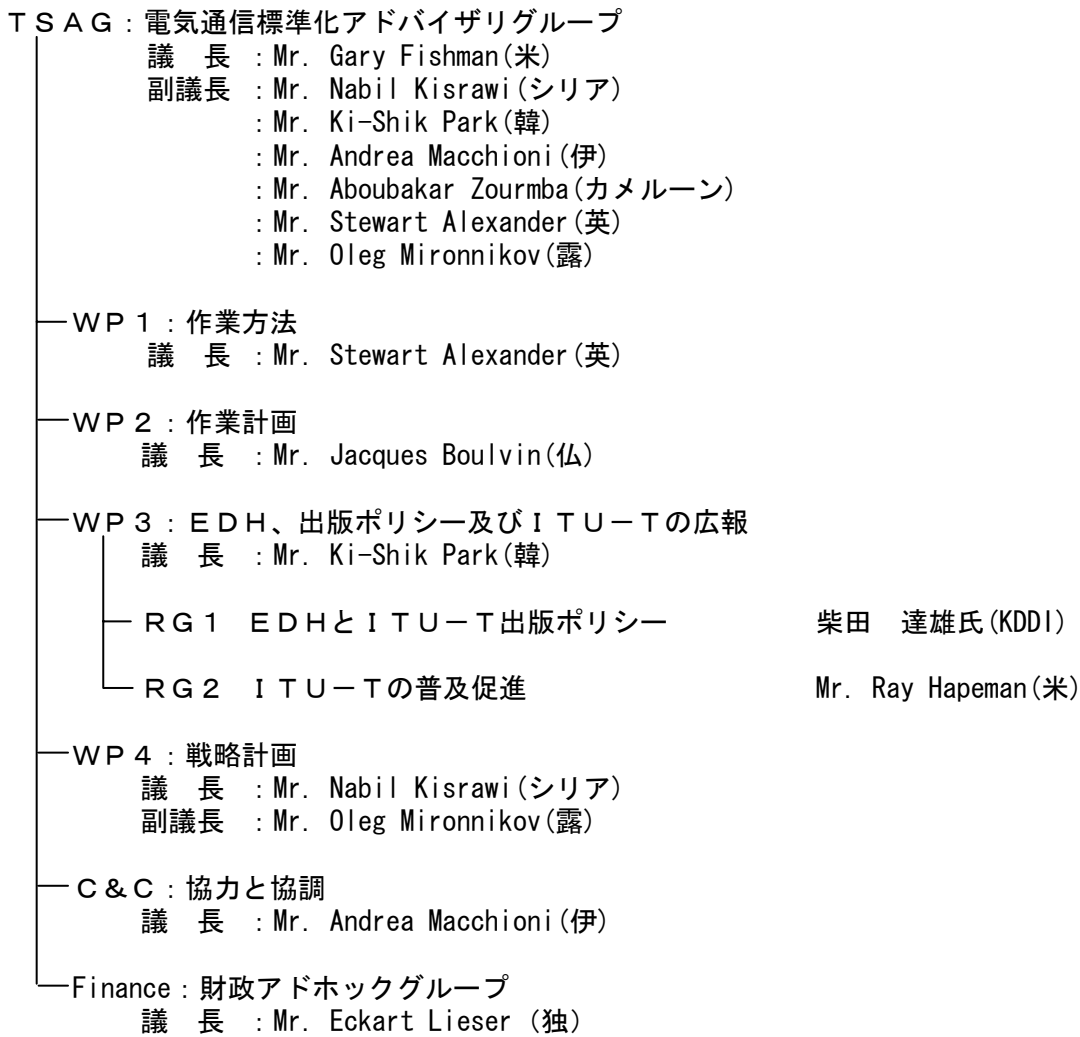 ＴＳＡＧ：電気通信標準化アドバイザリグループ
議　長　：Mr. Gary Fishman(米)
副議長　：Mr. Nabil Kisrawi(シリア)
：Mr. Ki-Shik Park(韓)
：Mr. Andrea Macchioni(伊)
：Mr. Aboubakar Zourmba(カメルーン)
：Mr. Stewart Alexander(英)
：Mr. Oleg Mironnikov(露)
ＷＰ１：作業方法
議　長　：Mr. Stewart Alexander(英)
ＷＰ２：作業計画
議　長　：Mr. Jacques Boulvin(仏)
ＷＰ３：ＥＤＨ、出版ポリシー及びＩＴＵ－Ｔの広報
議　長　：Mr. Ki-Shik Park(韓)
ＲＧ１　ＥＤＨとＩＴＵ－Ｔ出版ポリシー　柴田　達雄氏(KDDI)
ＲＧ２　ＩＴＵ－Ｔの普及促進　Mr. Ray Hapeman(米)
ＷＰ４：戦略計画
議　長　：Mr. Nabil Kisrawi(シリア)
副議長　：Mr. Oleg Mironnikov(露)
Ｃ＆Ｃ：協力と協調
議　長　：Mr. Andrea Macchioni(伊)
Finance：財政アドホックグループ
議　長　：Mr. Eckart Lieser (独)